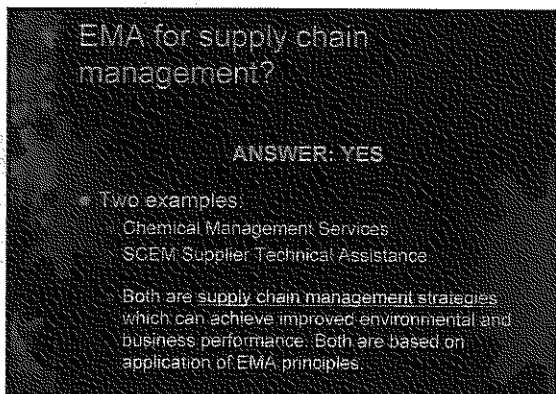 EMA for supply chain
management?
ANSWER: YES
Two examples:
Chemical Management Services
SCEM Supplier Technical Assistance
Both are supply chain management strategies
which can achieve improved environmental and
business performance. Both are based on
application of EMA principles.